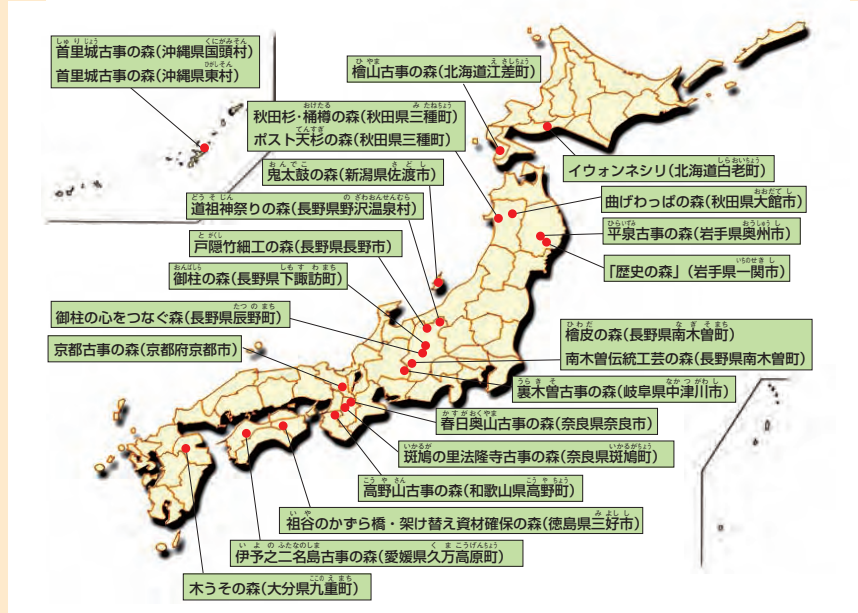 首里城古事の森(沖縄県国頭村)
首里城古事の森(沖縄県東村)
檜山古事の森(北海道江差町)
秋田杉・桶樽の森(秋田県三種町)
ポスト天杉の森(秋田県三種町)
イウォンネシリ(北海道白老町)
鬼太鼓の森(新潟県佐渡市)
曲げわっぱの森(秋田県大館市)
道祖神祭りの森(長野県野沢温泉村)
平泉古事の森(岩手県奥州市)
戸隠竹細工の森(長野県長野市)
「歴史の森」(岩手県一関市)
御柱の森(長野県下諏訪町)
御柱の心をつなぐ森(長野県辰野町)
檜皮の森(長野県南木曽町)
京都古事の森(京都府京都市)
南木曽伝統工芸の森(長野県南木曽町)
裏木曽古事の森(岐阜県中津川市)
春日奥山古事の森(奈良県奈良市)
斑鳩の里法隆寺古事の森(奈良県斑鳩町)
高野山古事の森(和歌山県高野町)
祖谷のかずら橋・架け替え資材確保の森(徳島県三好市)
伊予之二名島古事の森(愛媛県久万高原町)
木うその森(大分県九重町)